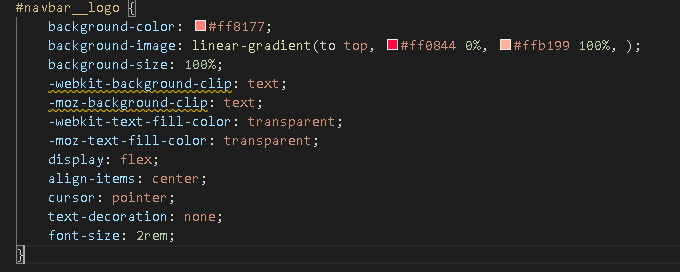 #navbar__logo {
background-color: #ff8177;
background-image: linear-gradient(to top, #ff0844 0%, #ffb199 100%, );
background-size: 100%;
-webkit-background-clip: text;
-moz-background-clip: text;
-webkit-text-fill-color: transparent;
-moz-text-fill-color: transparent;
display: flex;
align-items: center;
cursor: pointer;
text-decoration: none;
font-size: 2rem;
}